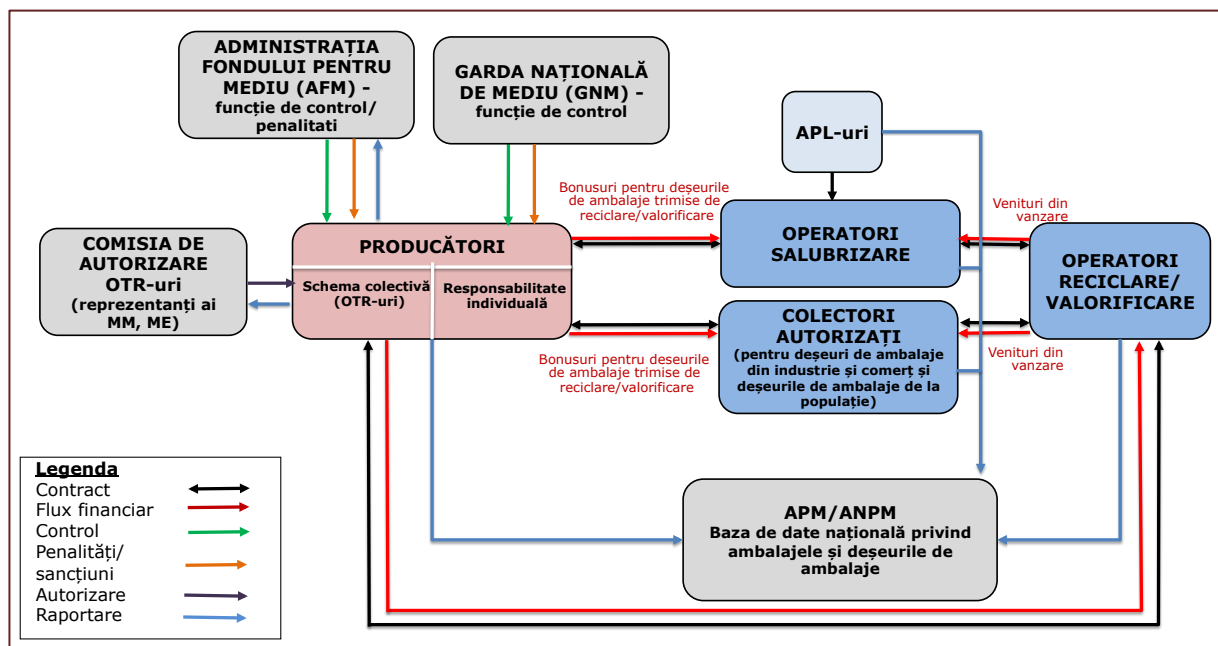 ADMINISTRAȚIA
FONDULUI PENTRU
MEDIU (AFM) -
funcție de control/
penalitati
GARDA NAȚIONALĂ
DE MEDIU (GNM) -
funcție de control
APL-uri
Bonusuri pentru deșeurile
de ambalaje trimise de
reciclare/valorificare
Venituri din
vanzare
COMISIA DE
AUTORIZARE
OTR-uri
(reprezentanți ai
MM, ME)
PRODUCĂTORI
Schema colectivă
(OTR-uri)
Responsabilitate
individuală
OPERATORI
SALUBRIZARE
OPERATORI
RECICLARE/
VALORIFICARE
COLECTORI
AUTORIZAȚI
(pentru deșeuri de ambalaje
din industrie și comerț și
deșeurile de ambalaje de la
populație)
Bonusuri pentru deseurile
de ambalaje trimise de
reciclare/valorificare
Venituri din
vanzare
Legenda
Contract
Flux financiar
Control
Penalități/
sancțiuni
Autorizare
Raportare
APM/ANPM
Baza de date națională privind
ambalajele și deșeurile de
ambalaje